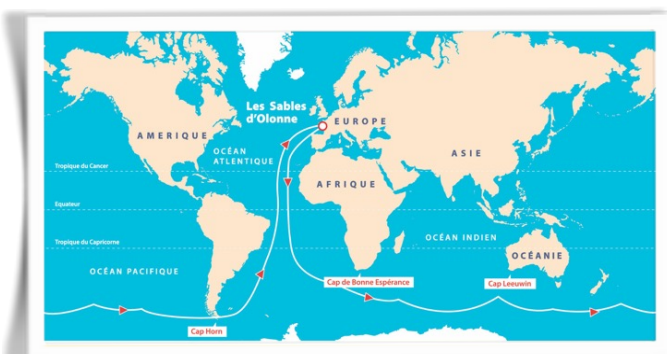 Les Sables
d'Olonne
EUROPE
AMERIQUE
OCÉAN
ATLENTIQUE
ASIE
Tropique du Cancer
AFRIQUE
Equateur
Tropique du Capricorne
OCÉAN INDIEN
OCÉANIE
OCÉAN PACIFIQUE
Cap de Bonne Espérance
Cap Leeuwin
Cap Horn